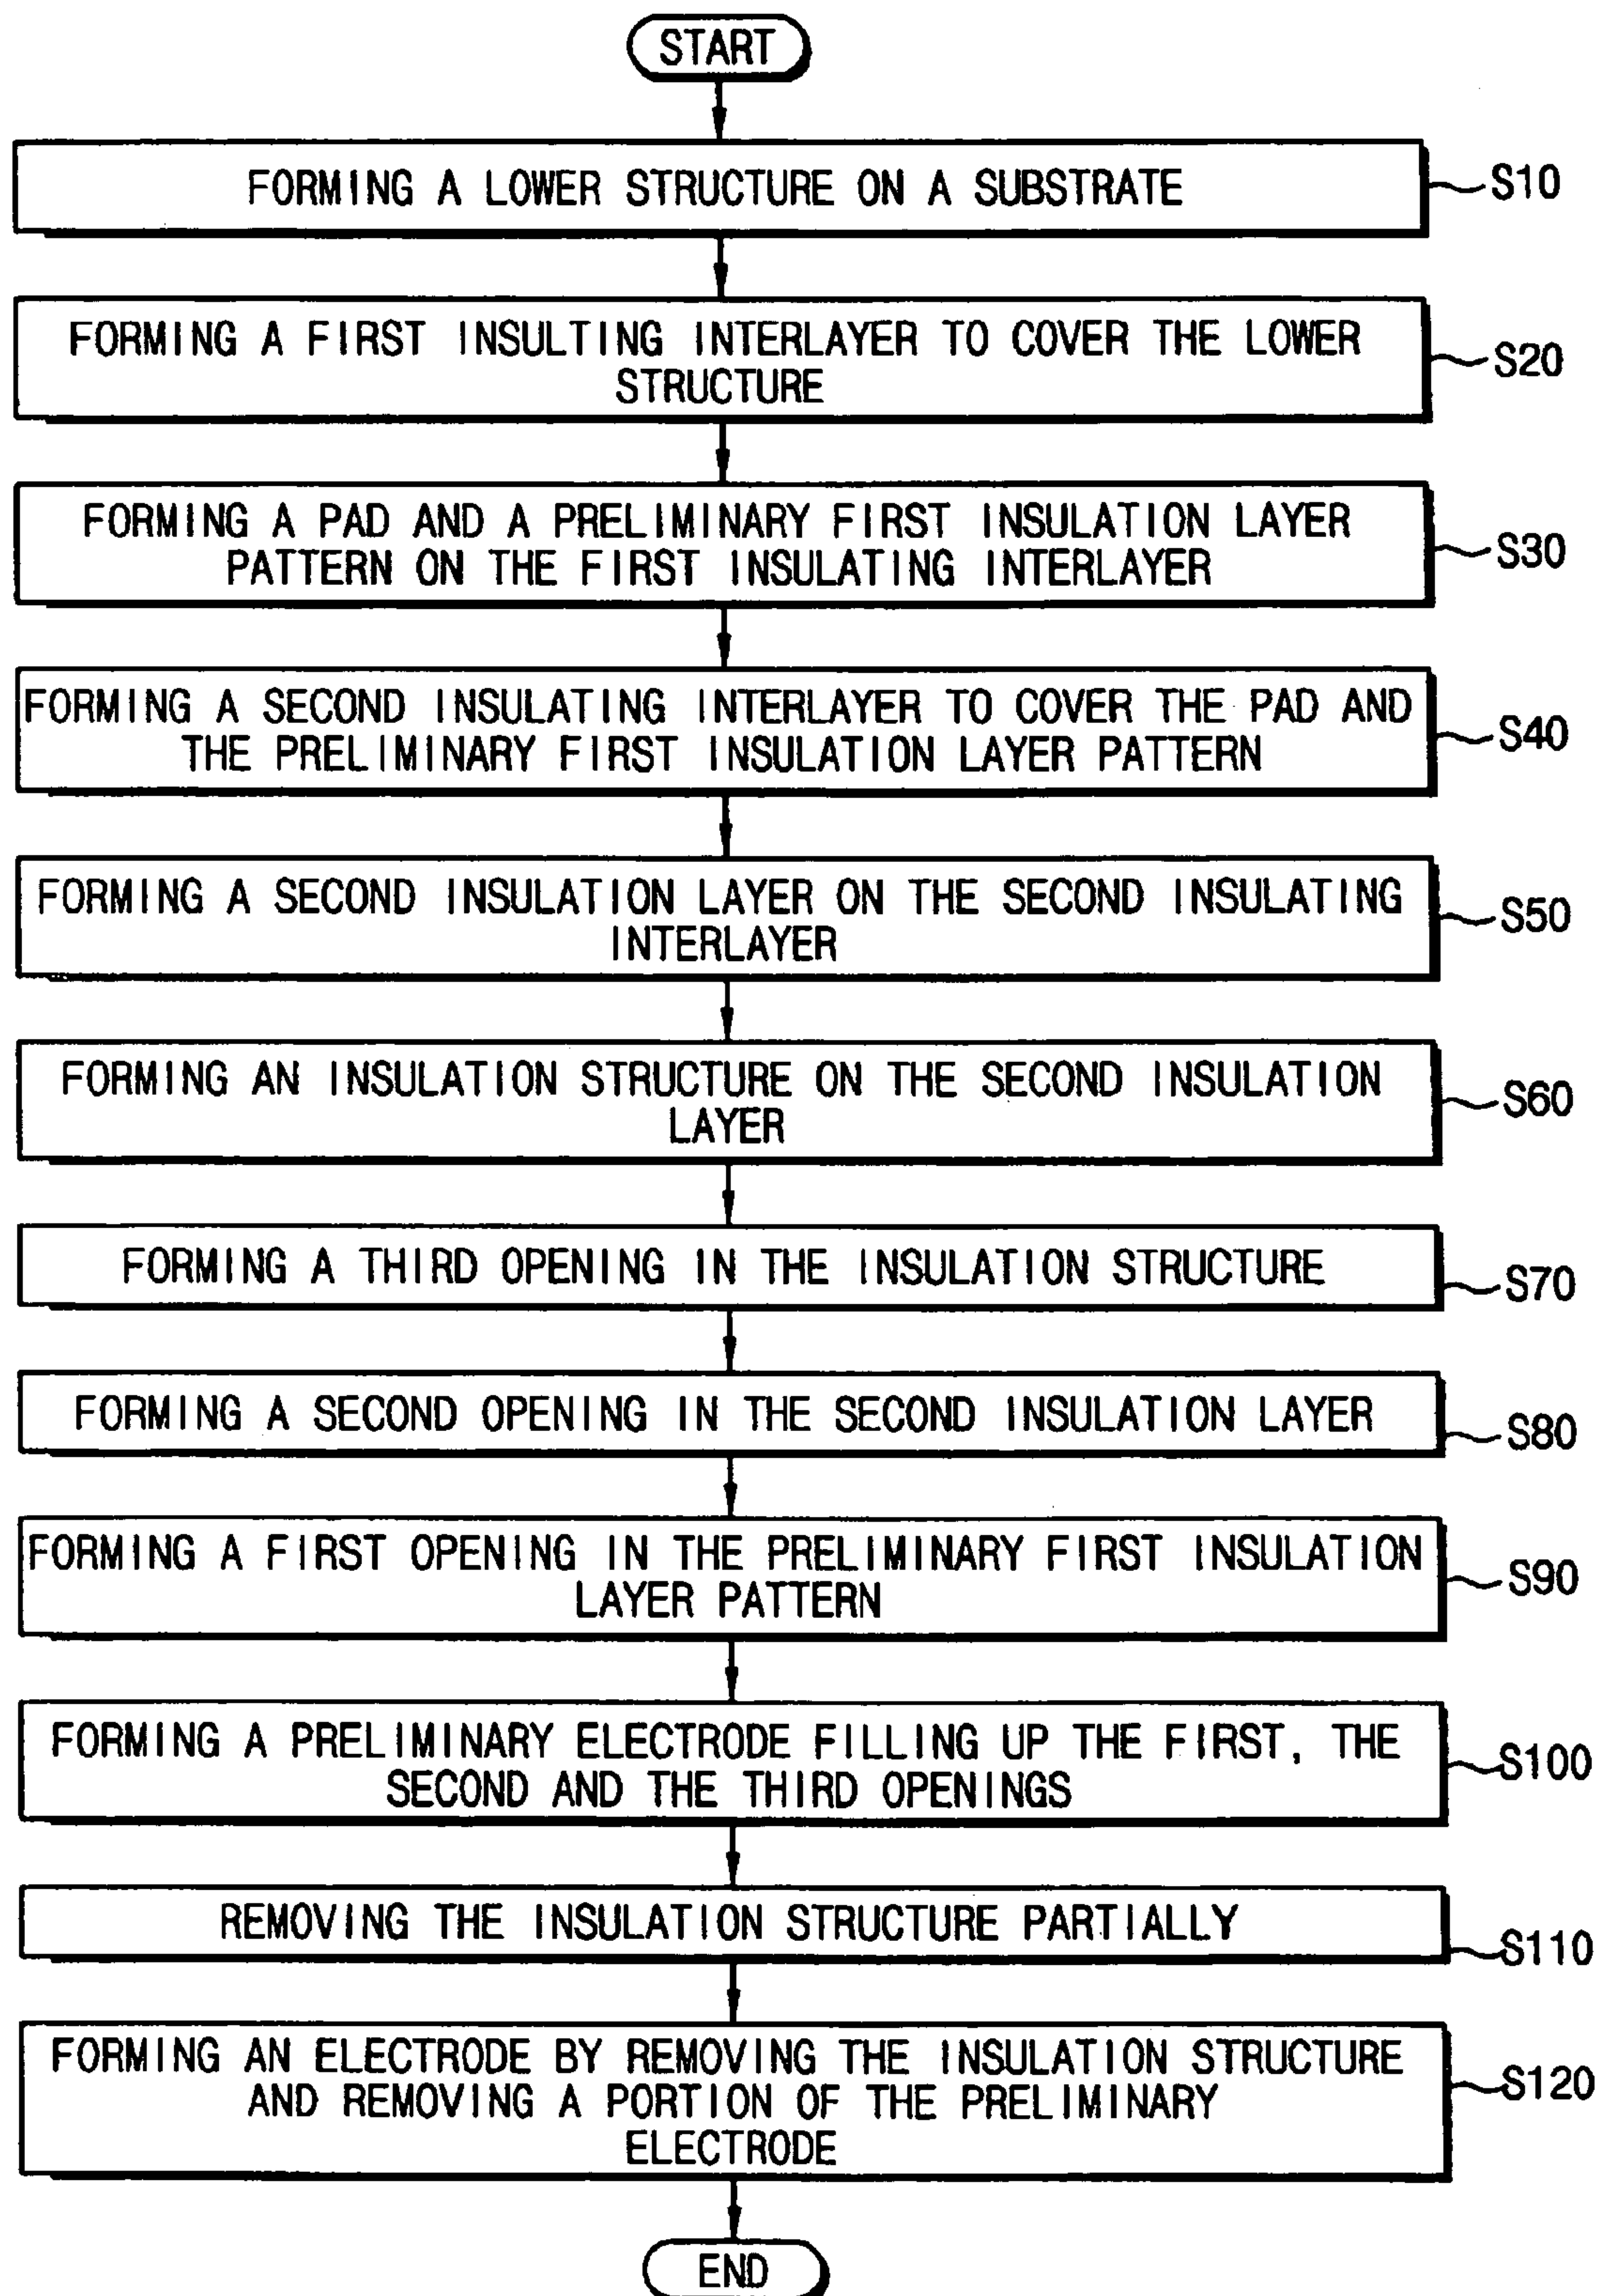 START
FORMING A LOWER STRUCTURE ON A SUBSTRATE
S10
FORMING A FIRST INSULTING INTERLAYER TO COVER THE LOWER
STRUCTURE
S20
FORMING A PAD AND A PRELIMINARY FIRST INSULATION LAYER
PATTERN ON THE FIRST INSULATING INTERLAYER
S30
FORMING A SECOND INSULATING INTERLAYER TO COVER THE PAD AND
THE PRELIMINARY FIRST INSULATION LAYER PATTERN
S40
FORMING A SECOND INSULATION LAYER ON THE SECOND INSULATING
INTERLAYER
S50
FORMING AN INSULATION STRUCTURE ON THE SECOND INSULATION
LAYER
S60
FORMING A THIRD OPENING IN THE INSULATION STRUCTURE
S70
FORMING A SECOND OPENING IN THE SECOND INSULATION LAYER
S80
FORMING A FIRST OPENING IN THE PRELIMINARY FIRST INSULATION
LAYER PATTERN
S90
FORMING A PRELIMINARY ELECTRODE FILLING UP THE FIRST, THE
SECOND AND THE THIRD OPENINGS
S100
REMOVING THE INSULATION STRUCTURE PARTIALLY
S110
FORMING AN ELECTRODE BY REMOVING THE INSULATION STRUCTURE
AND REMOVING A PORTION OF THE PRELIMINARY
ELECTRODE
S120
END